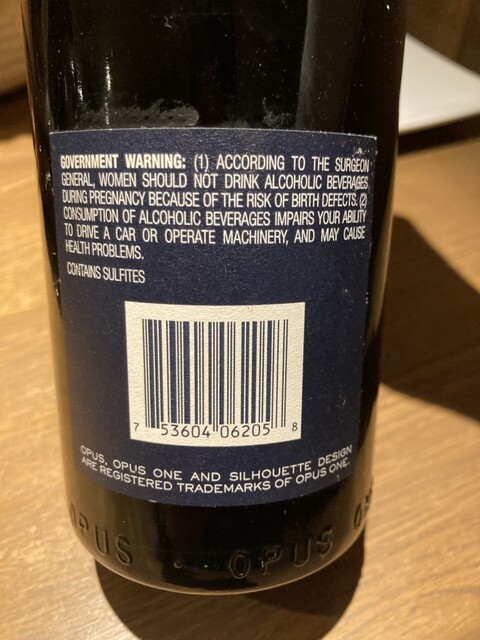 GOVERNMENT WARNING: (1) ACCORDING TO THE SURGEON
GENERAL, WOMEN SHOULD NOT DRINK ALCOHOLIC BEVERAGES
DURING PREGNANCY BECAUSE OF THE RISK OF BIRTH DEFECTS. (2)
CONSUMPTION OF ALCOHOLIC BEVERAGES IMPAIRS YOUR ABILITY
TO DRIVE A CAR OR OPERATE MACHINERY, AND MAY CAUSE
HEALTH PROBLEMS.
CONTAINS SULFITES
7 53604 06205 8
OPUS, OPUS ONE AND SILHOUETTE DESIGN
ARE REGISTERED TRADEMARKS OF OPUS ONE.
OPUS · OPUS